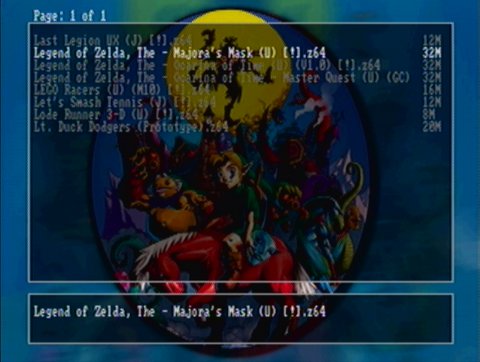 Page: 1 of 1
Last Legion UX (J) [!].z64 12M
Legend of Zelda, The - Majora's Mask (U) [!].z64 32M
Legend of Zelda, The - Ocarina of Time (U) (V1.0) [!].z64 32M
Legend of Zelda, The - Ocarina of Time - Master Quest (U) (GC) 32M
LEGO Racers (U) (M10) [!].z64 16M
Let's Smash Tennis (J) [!].z64 12M
Lode Runner 3-D (U) [!].z64 8M
Lt. Duck Dodgers (Prototype).z64 20M
Legend of Zelda, The - Majora's Mask (U) [!].z64